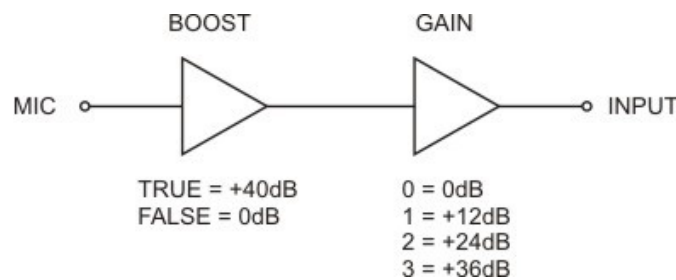 BOOST
GAIN
MIC
INPUT
TRUE = +40dB
FALSE = 0dB
0 = 0dB
1 = +12dB
2 = +24dB
3 = +36dB